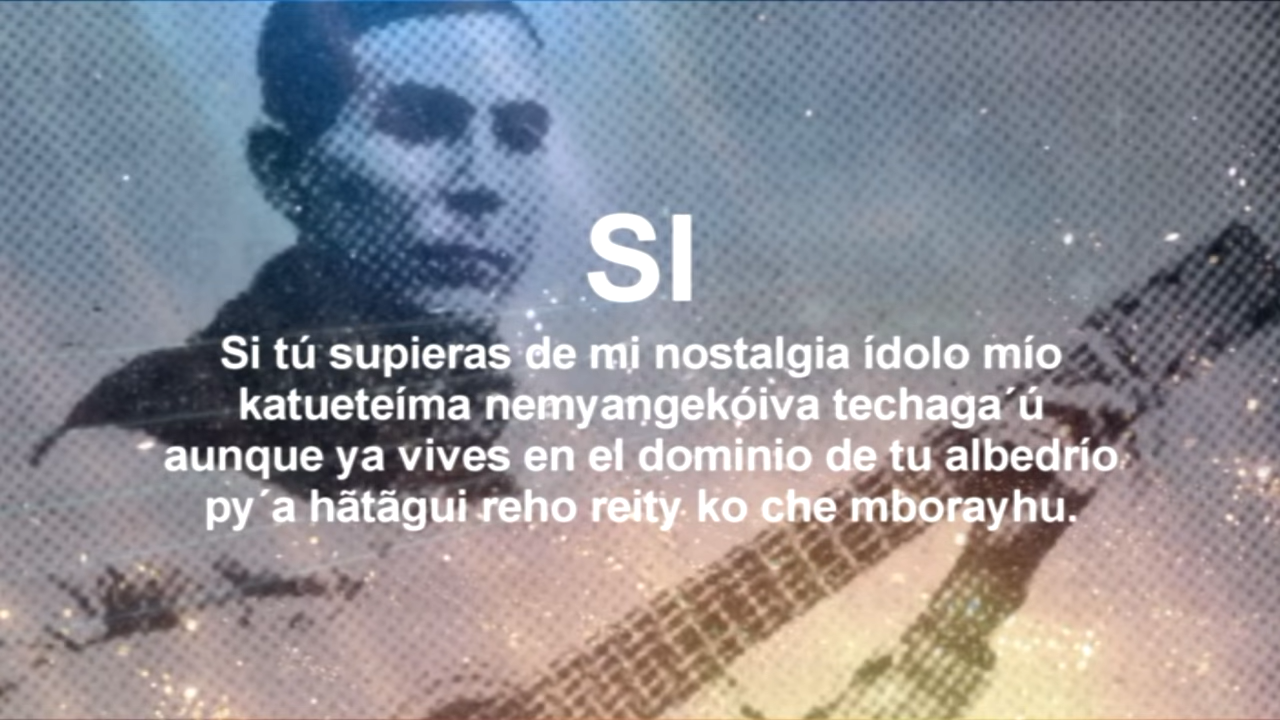 SI
Si tú supieras de mi nostalgia ídolo mío
katueteíma nemyangekóiva techaga´ú
aunque ya vives en el dominio de tu albedrío
py´a hãtãgui reho reity ko che mborayhu.